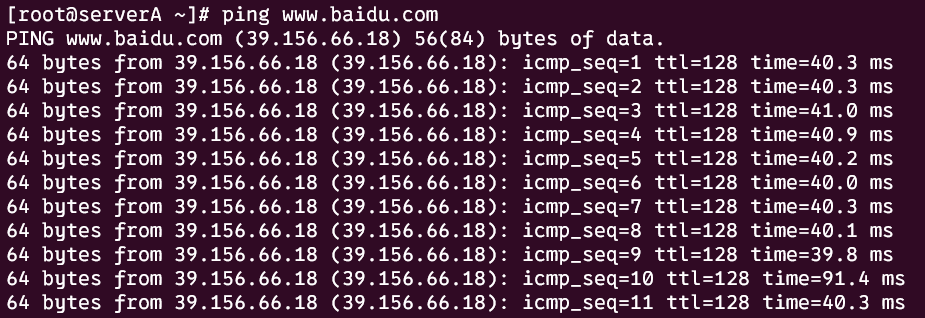 [root@serverA ~]# ping www.baidu.com
PING www.baidu.com (39.156.66.18) 56(84) bytes of data.
64 bytes from 39.156.66.18 (39.156.66.18): icmp_seq=1 ttl=128 time=40.3 ms
64 bytes from 39.156.66.18 (39.156.66.18): icmp_seq=2 ttl=128 time=40.3 ms
64 bytes from 39.156.66.18 (39.156.66.18): icmp_seq=3 ttl=128 time=41.0 ms
64 bytes from 39.156.66.18 (39.156.66.18): icmp_seq=4 ttl=128 time=40.9 ms
64 bytes from 39.156.66.18 (39.156.66.18): icmp_seq=5 ttl=128 time=40.2 ms
64 bytes from 39.156.66.18 (39.156.66.18): icmp_seq=6 ttl=128 time=40.0 ms
64 bytes from 39.156.66.18 (39.156.66.18): icmp_seq=7 ttl=128 time=40.3 ms
64 bytes from 39.156.66.18 (39.156.66.18): icmp_seq=8 ttl=128 time=40.1 ms
64 bytes from 39.156.66.18 (39.156.66.18): icmp_seq=9 ttl=128 time=39.8 ms
64 bytes from 39.156.66.18 (39.156.66.18): icmp_seq=10 ttl=128 time=91.4 ms
64 bytes from 39.156.66.18 (39.156.66.18): icmp_seq=11 ttl=128 time=40.3 ms